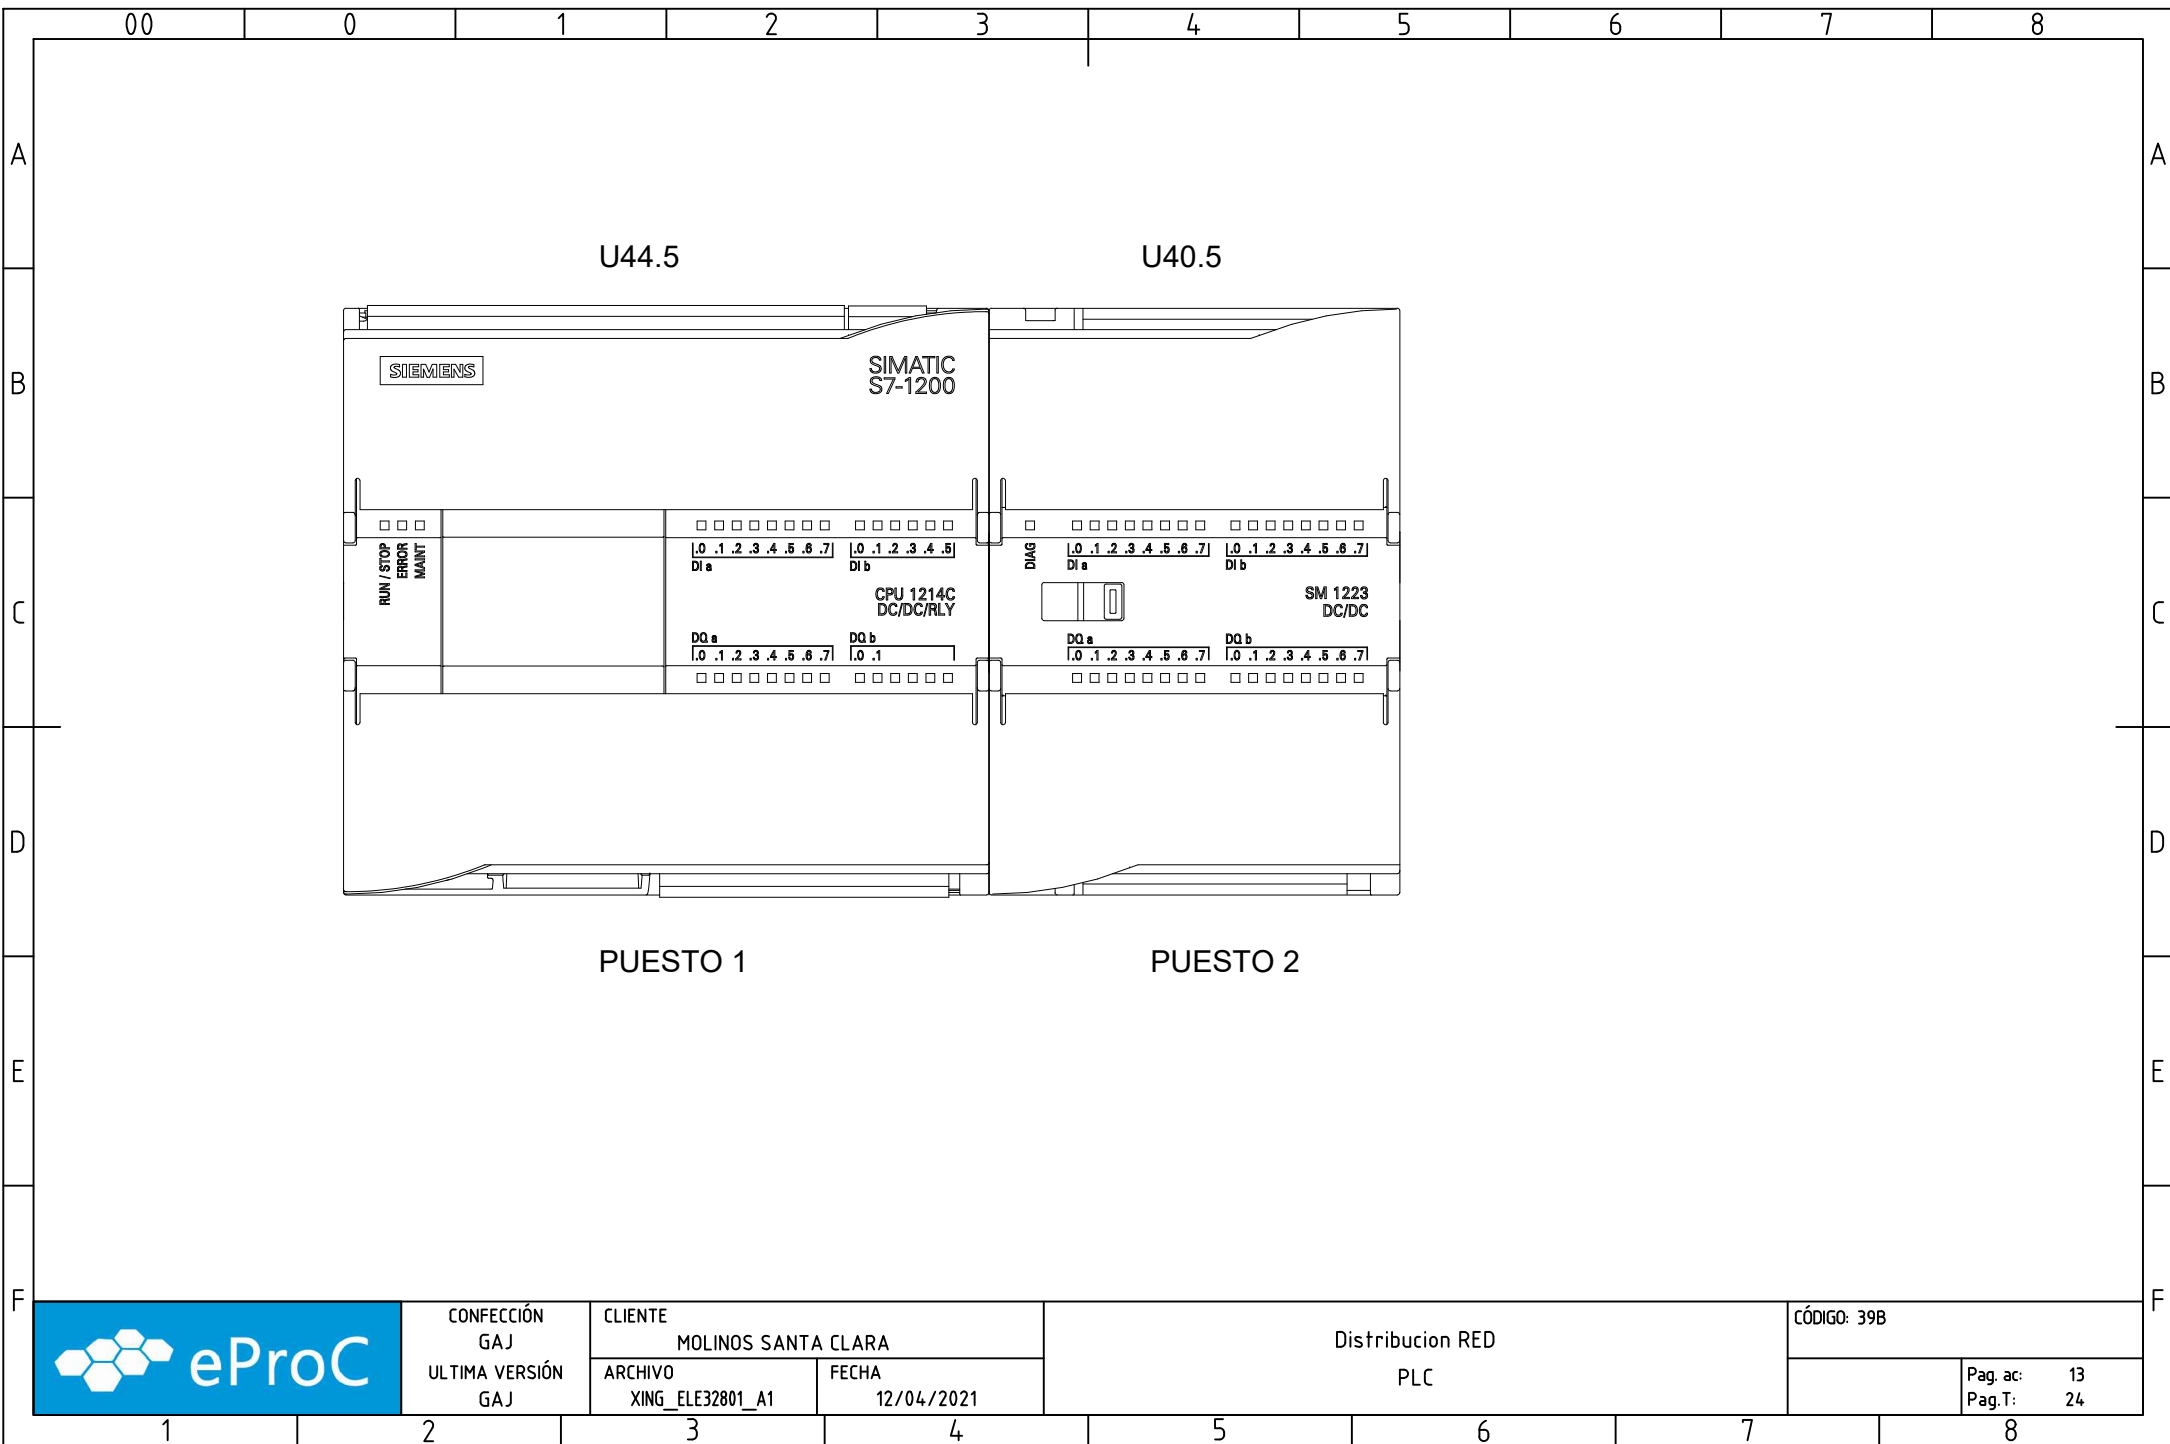 00 0 1 2 3 4 5 6 7 8
A A
U44.5 U40.5
SIEMENS
SIMATIC
S7-1200
B B
RUN / STOP
ERROR
MAINT
.0 .1 .2 .3 .4 .5 .6 .7 .0 .1 .2 .3 .4 .5
DI a DI b
CPU 1214C
DC/DC/RLY
DQ a DQ b
.0 .1 .2 .3 .4 .5 .6 .7 .0 .1
DIAG
.0 .1 .2 .3 .4 .5 .6 .7 .0 .1 .2 .3 .4 .5 .6 .7
DI a DI b
SM 1223
DC/DC
DQ a DQ b
.0 .1 .2 .3 .4 .5 .6 .7 .0 .1 .2 .3 .4 .5 .6 .7
C C
D D
PUESTO 1 PUESTO 2
E E
F F
eProC
CONFECCIÓN
GAJ
ULTIMA VERSIÓN
GAJ
CLIENTE
MOLINOS SANTA CLARA
ARCHIVO
XING_ELE32801_A1
FECHA
12/04/2021
Distribucion RED
PLC
CÓDIGO: 39B
Pag. ac: 13
Pag.T: 24
1 2 3 4 5 6 7 8